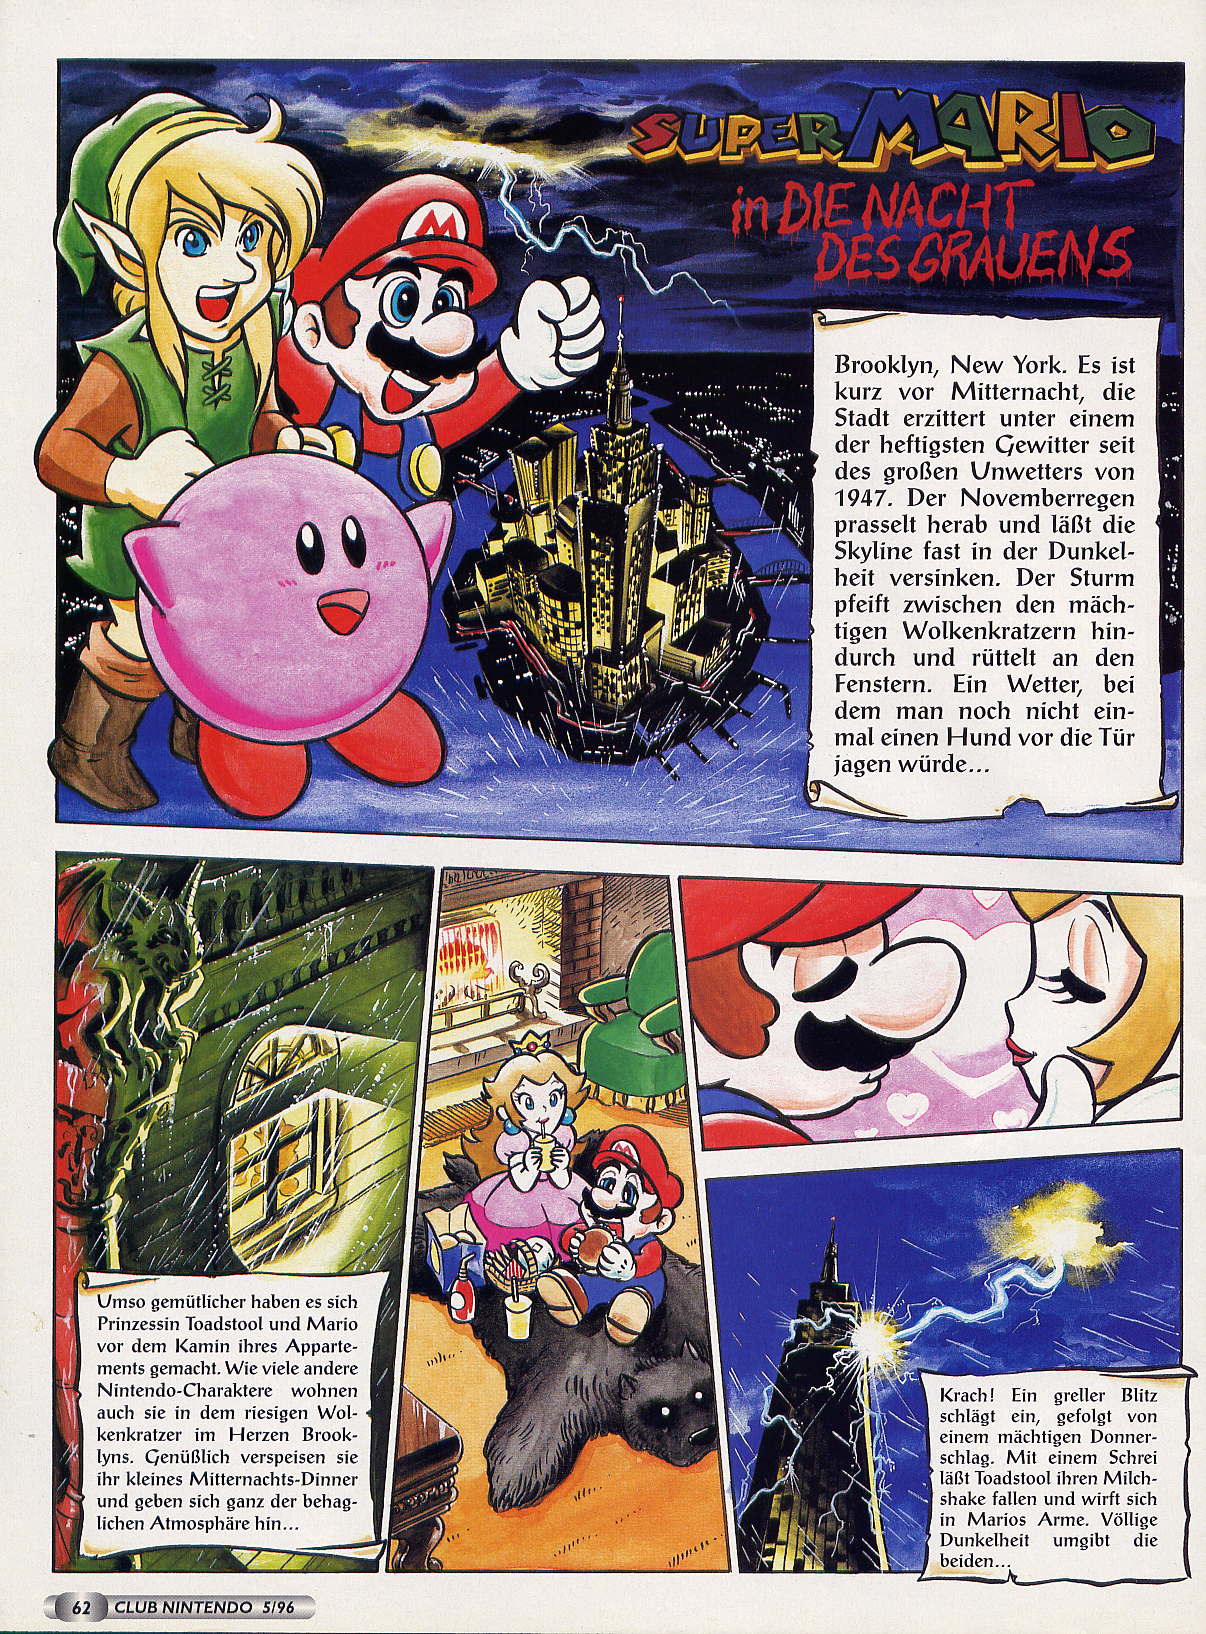 SUPER MARIO
in DIE NACHT
DES GRAUENS
Brooklyn, New York. Es ist
kurz vor Mitternacht, die
Stadt erzittert unter einem
der heftigsten Gewitter seit
des großen Unwetters von
1947. Der Novemberregen
prasselt herab und läßt die
Skyline fast in der Dunkel-
heit versinken. Der Sturm
pfeift zwischen den mäch-
tigen Wolkenkratzern hin-
durch und rüttelt an den
Fenstern. Ein Wetter, bei
dem man noch nicht ein-
mal einen Hund vor die Tür
jagen würde...
M
Umso gemütlicher haben es sich
Prinzessin Toadstool und Mario
vor dem Kamin ihres Apparte-
ments gemacht. Wie viele andere
Nintendo-Charaktere wohnen
auch sie in dem riesigen Wol-
kenkratzer im Herzen Brook-
lyns. Genüßlich verspeisen sie
ihr kleines Mitternachts-Dinner
und geben sich ganz der behag-
lichen Atmosphäre hin...
M
Krach! Ein greller Blitz
schlägt ein, gefolgt von
einem mächtigen Donner-
schlag. Mit einem Schrei
läßt Toadstool ihren Milch-
shake fallen und wirft sich
in Marios Arme. Völlige
Dunkelheit umgibt die
beiden...
62 CLUB NINTENDO 5/96